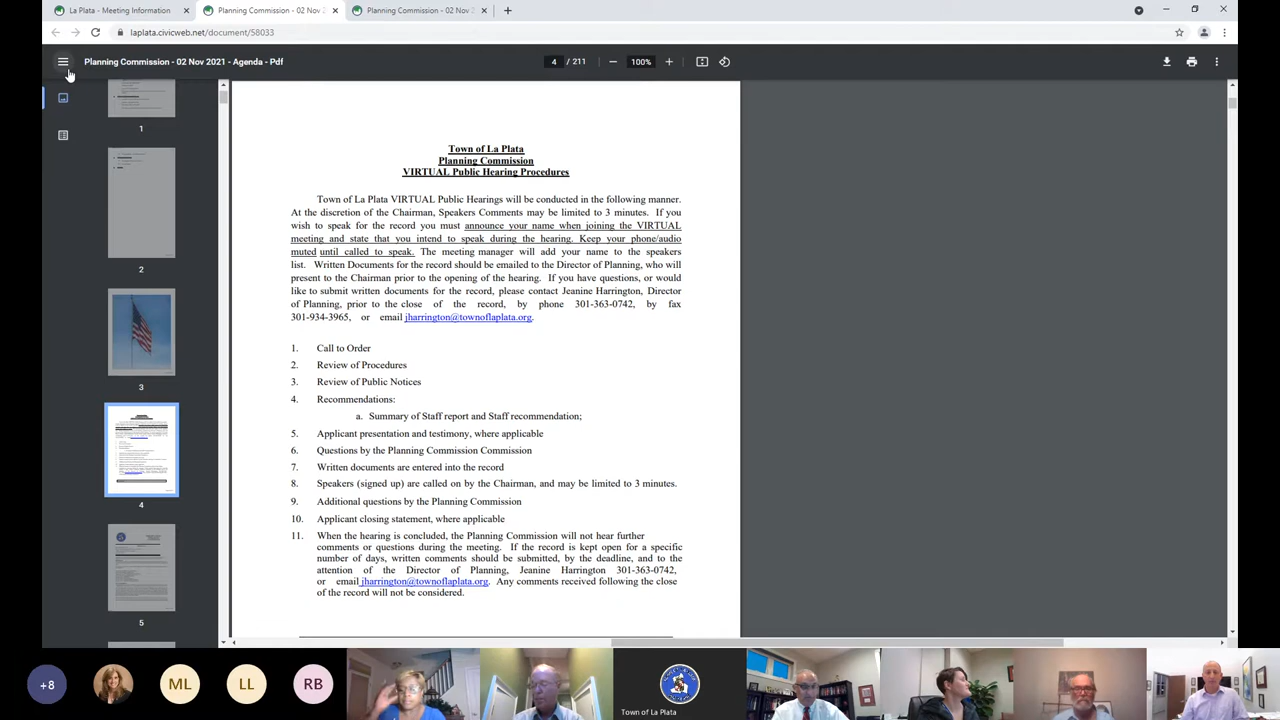 La Plata - Meeting Information
Planning Commission - 02 Nov 2
Planning Commission - 02 Nov 2
laplata.civicweb.net/document/58033
Planning Commission - 02 Nov 2021 - Agenda - Pdf
4 / 211
100%
1
2
3
4
5
Town of La Plata
Planning Commission
VIRTUAL Public Hearing Procedures
Town of La Plata VIRTUAL Public Hearings will be conducted in the following manner.
At the discretion of the Chairman, Speakers Comments may be limited to 3 minutes. If you
wish to speak for the record you must announce your name when joining the VIRTUAL
meeting and state that you intend to speak during the hearing. Keep your phone/audio
muted until called to speak. The meeting manager will add your name to the speakers
list. Written Documents for the record should be emailed to the Director of Planning, who will
present to the Chairman prior to the opening of the hearing. If you have questions, or would
like to submit written documents for the record, please contact Jeanine Harrington, Director
of Planning, prior to the close of the record, by phone 301-363-0742, by fax
301-934-3965, or email jharrington@townoflaplata.org.
1. Call to Order
2. Review of Procedures
3. Review of Public Notices
4. Recommendations:
a. Summary of Staff report and Staff recommendation;
5. Applicant presentation and testimony, where applicable
6. Questions by the Planning Commission Commission
7. Written documents are entered into the record
8. Speakers (signed up) are called on by the Chairman, and may be limited to 3 minutes.
9. Additional questions by the Planning Commission
10. Applicant closing statement, where applicable
11. When the hearing is concluded, the Planning Commission will not hear further
comments or questions during the meeting. If the record is kept open for a specific
number of days, written comments should be submitted, by the deadline, and to the
attention of the Director of Planning, Jeanine Harrington 301-363-0742,
or email jharrington@townoflaplata.org. Any comments received following the close
of the record will not be considered.
+8
ML
LL
RB
Town of La Plata